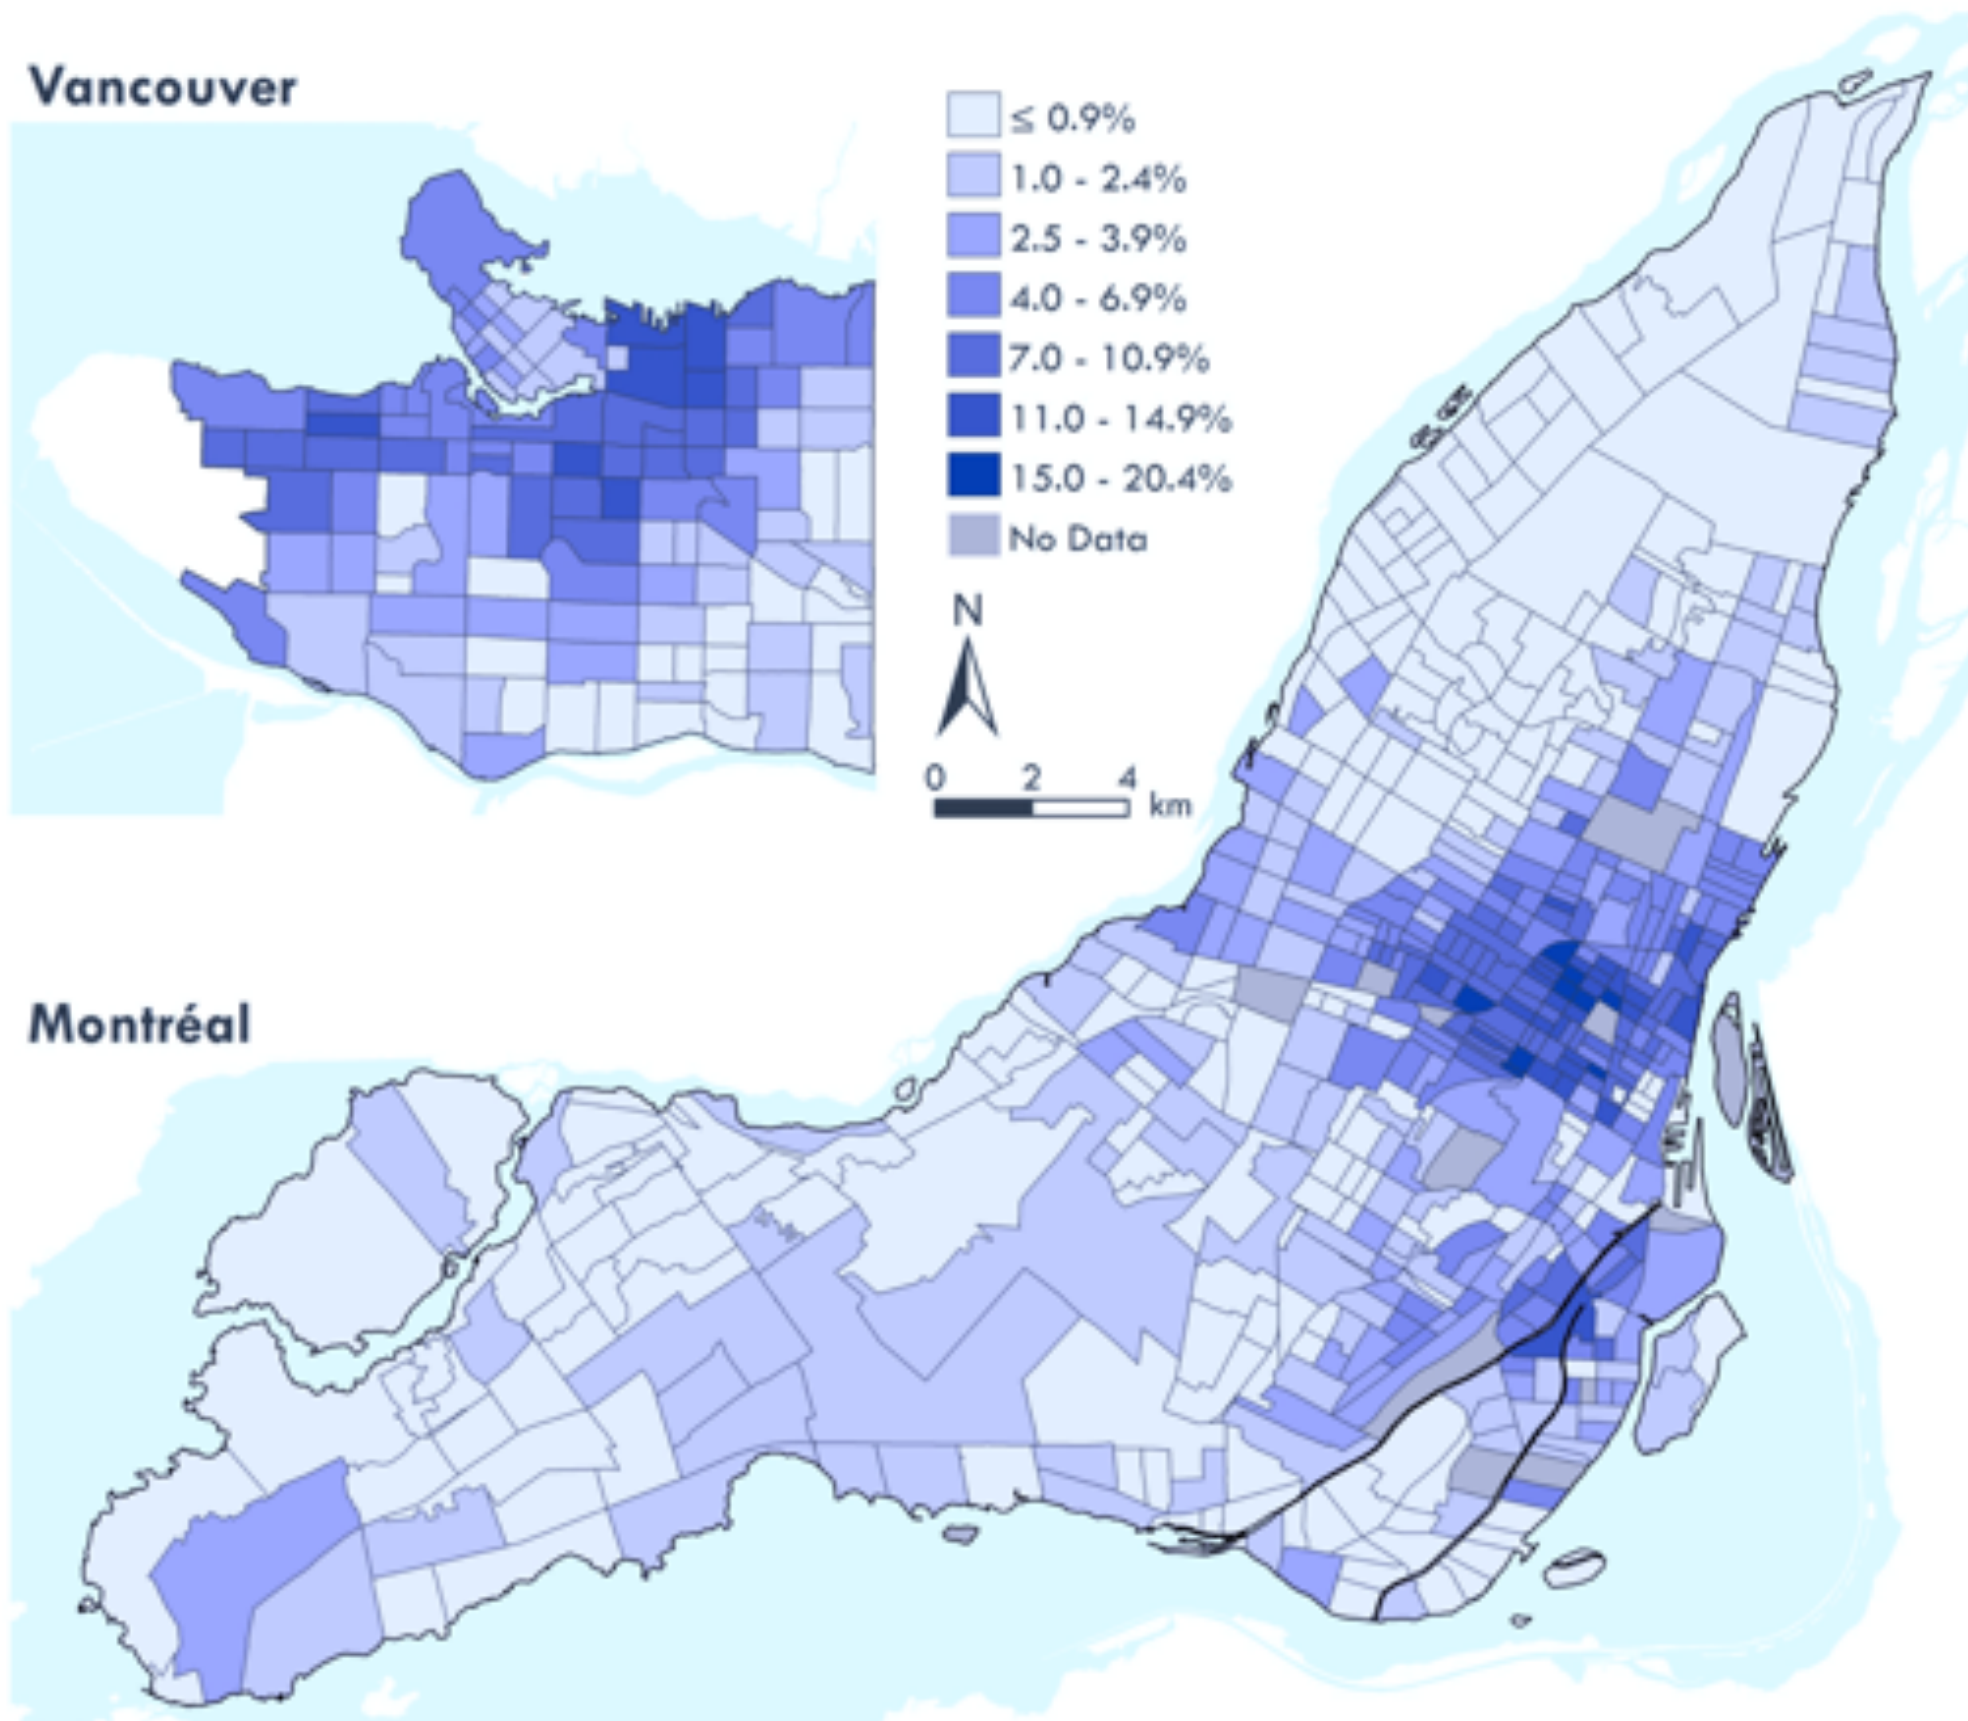 Vancouver
≤ 0.9%
1.0 - 2.4%
2.5 - 3.9%
4.0 - 6.9%
7.0 - 10.9%
11.0 - 14.9%
15.0 - 20.4%
No Data
N
0 2 4 km
Montréal